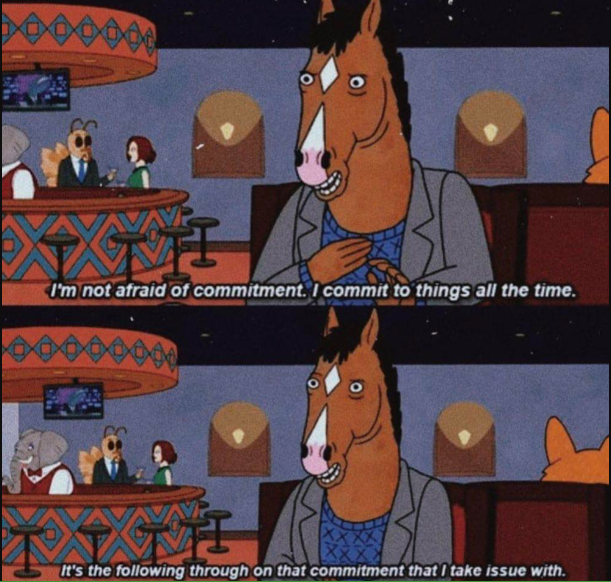 I'm not afraid of commitment. I commit to things all the time.
It's the following through on that commitment that I take issue with.